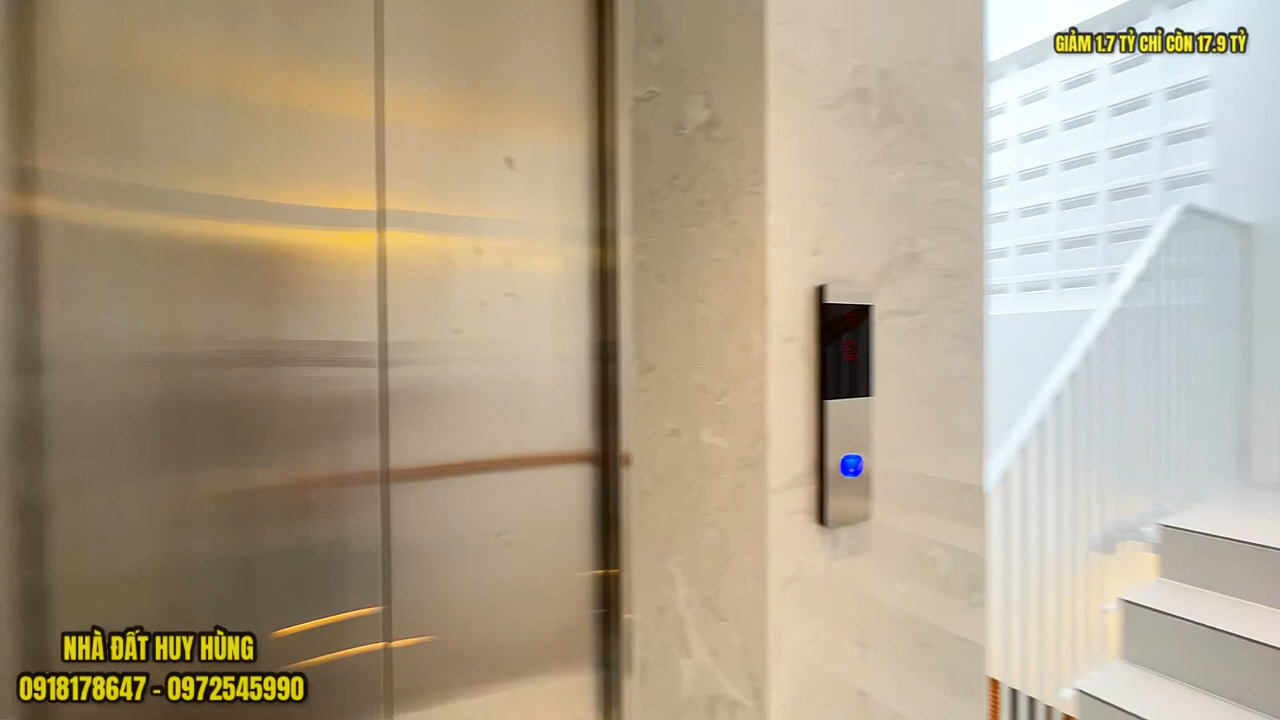 GIẢM 1.7 TỶ CHỈ CÒN 17.9 TỶ
NHÀ ĐẤT HUY HÙNG
0918178647 - 0972545990